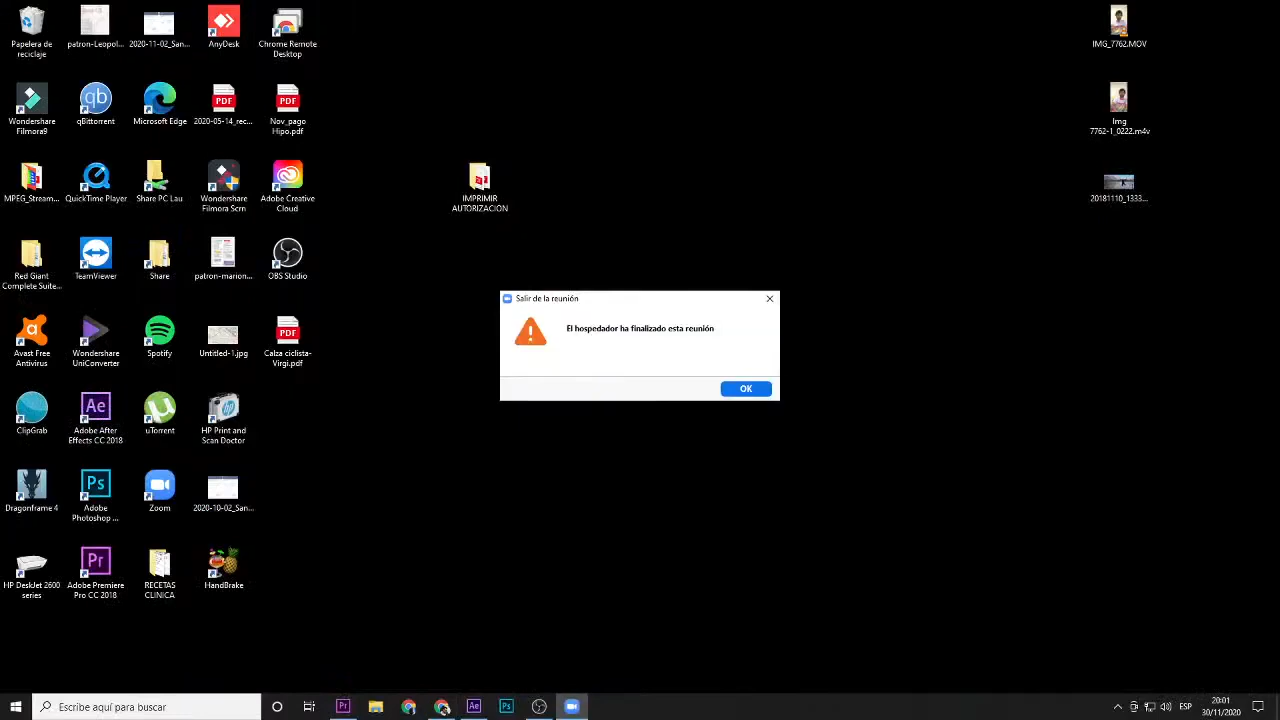 Papelera de
reciclaje
patron-Leopol...
2020-11-02_San...
AnyDesk
Chrome Remote
Desktop
IMG_7762.MOV
Wondershare
Filmora9
qBittorrent
Microsoft Edge
2020-05-14_rec...
Nov_pago
Hipo.pdf
Img
7762-1_0222.m4v
MPEG_Stream...
QuickTime Player
Share PC Lau
Wondershare
Filmora Scrn
Adobe Creative
Cloud
IMPRIMIR
AUTORIZACION
20181110_1333...
Red Giant
Complete Suite...
TeamViewer
Share
patron-marion...
OBS Studio
Salir de la reunión
El hospedador ha finalizado esta reunión
OK
Avast Free
Antivirus
Wondershare
UniConverter
Spotify
Untitled-1.jpg
Calza ciclista-
Virgi.pdf
ClipGrab
Adobe After
Effects CC 2018
uTorrent
HP Print and
Scan Doctor
Dragonframe 4
Adobe
Photoshop ...
Zoom
2020-10-02_San...
HP DeskJet 2600
series
Adobe Premiere
Pro CC 2018
RECETAS
CLINICA
HandBrake
Escribe aquí para buscar
ESP
20:01
30/11/2020